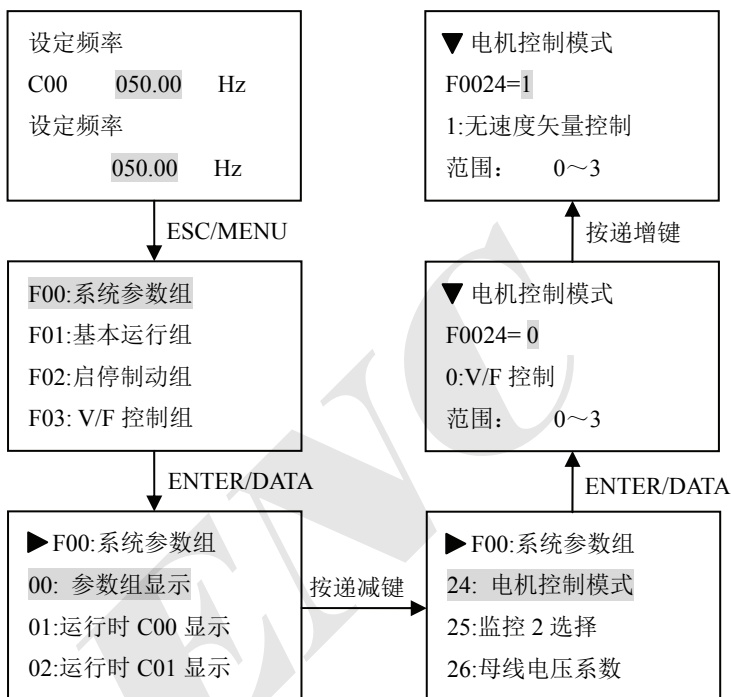 设定频率
C00 050.00 Hz
设定频率
050.00 Hz
ESC/MENU
F00:系统参数组
F01:基本运行组
F02:启停制动组
F03: V/F 控制组
ENTER/DATA
▶F00:系统参数组
00: 参数组显示
01:运行时 C00 显示
02:运行时 C01 显示
按递减键
▶F00:系统参数组
24: 电机控制模式
25:监控 2 选择
26:母线电压系数
ENTER/DATA
▼电机控制模式
F0024= 0
0:V/F 控制
范围: 0～3
按递增键
▼电机控制模式
F0024=1
1:无速度矢量控制
范围: 0～3
ENC